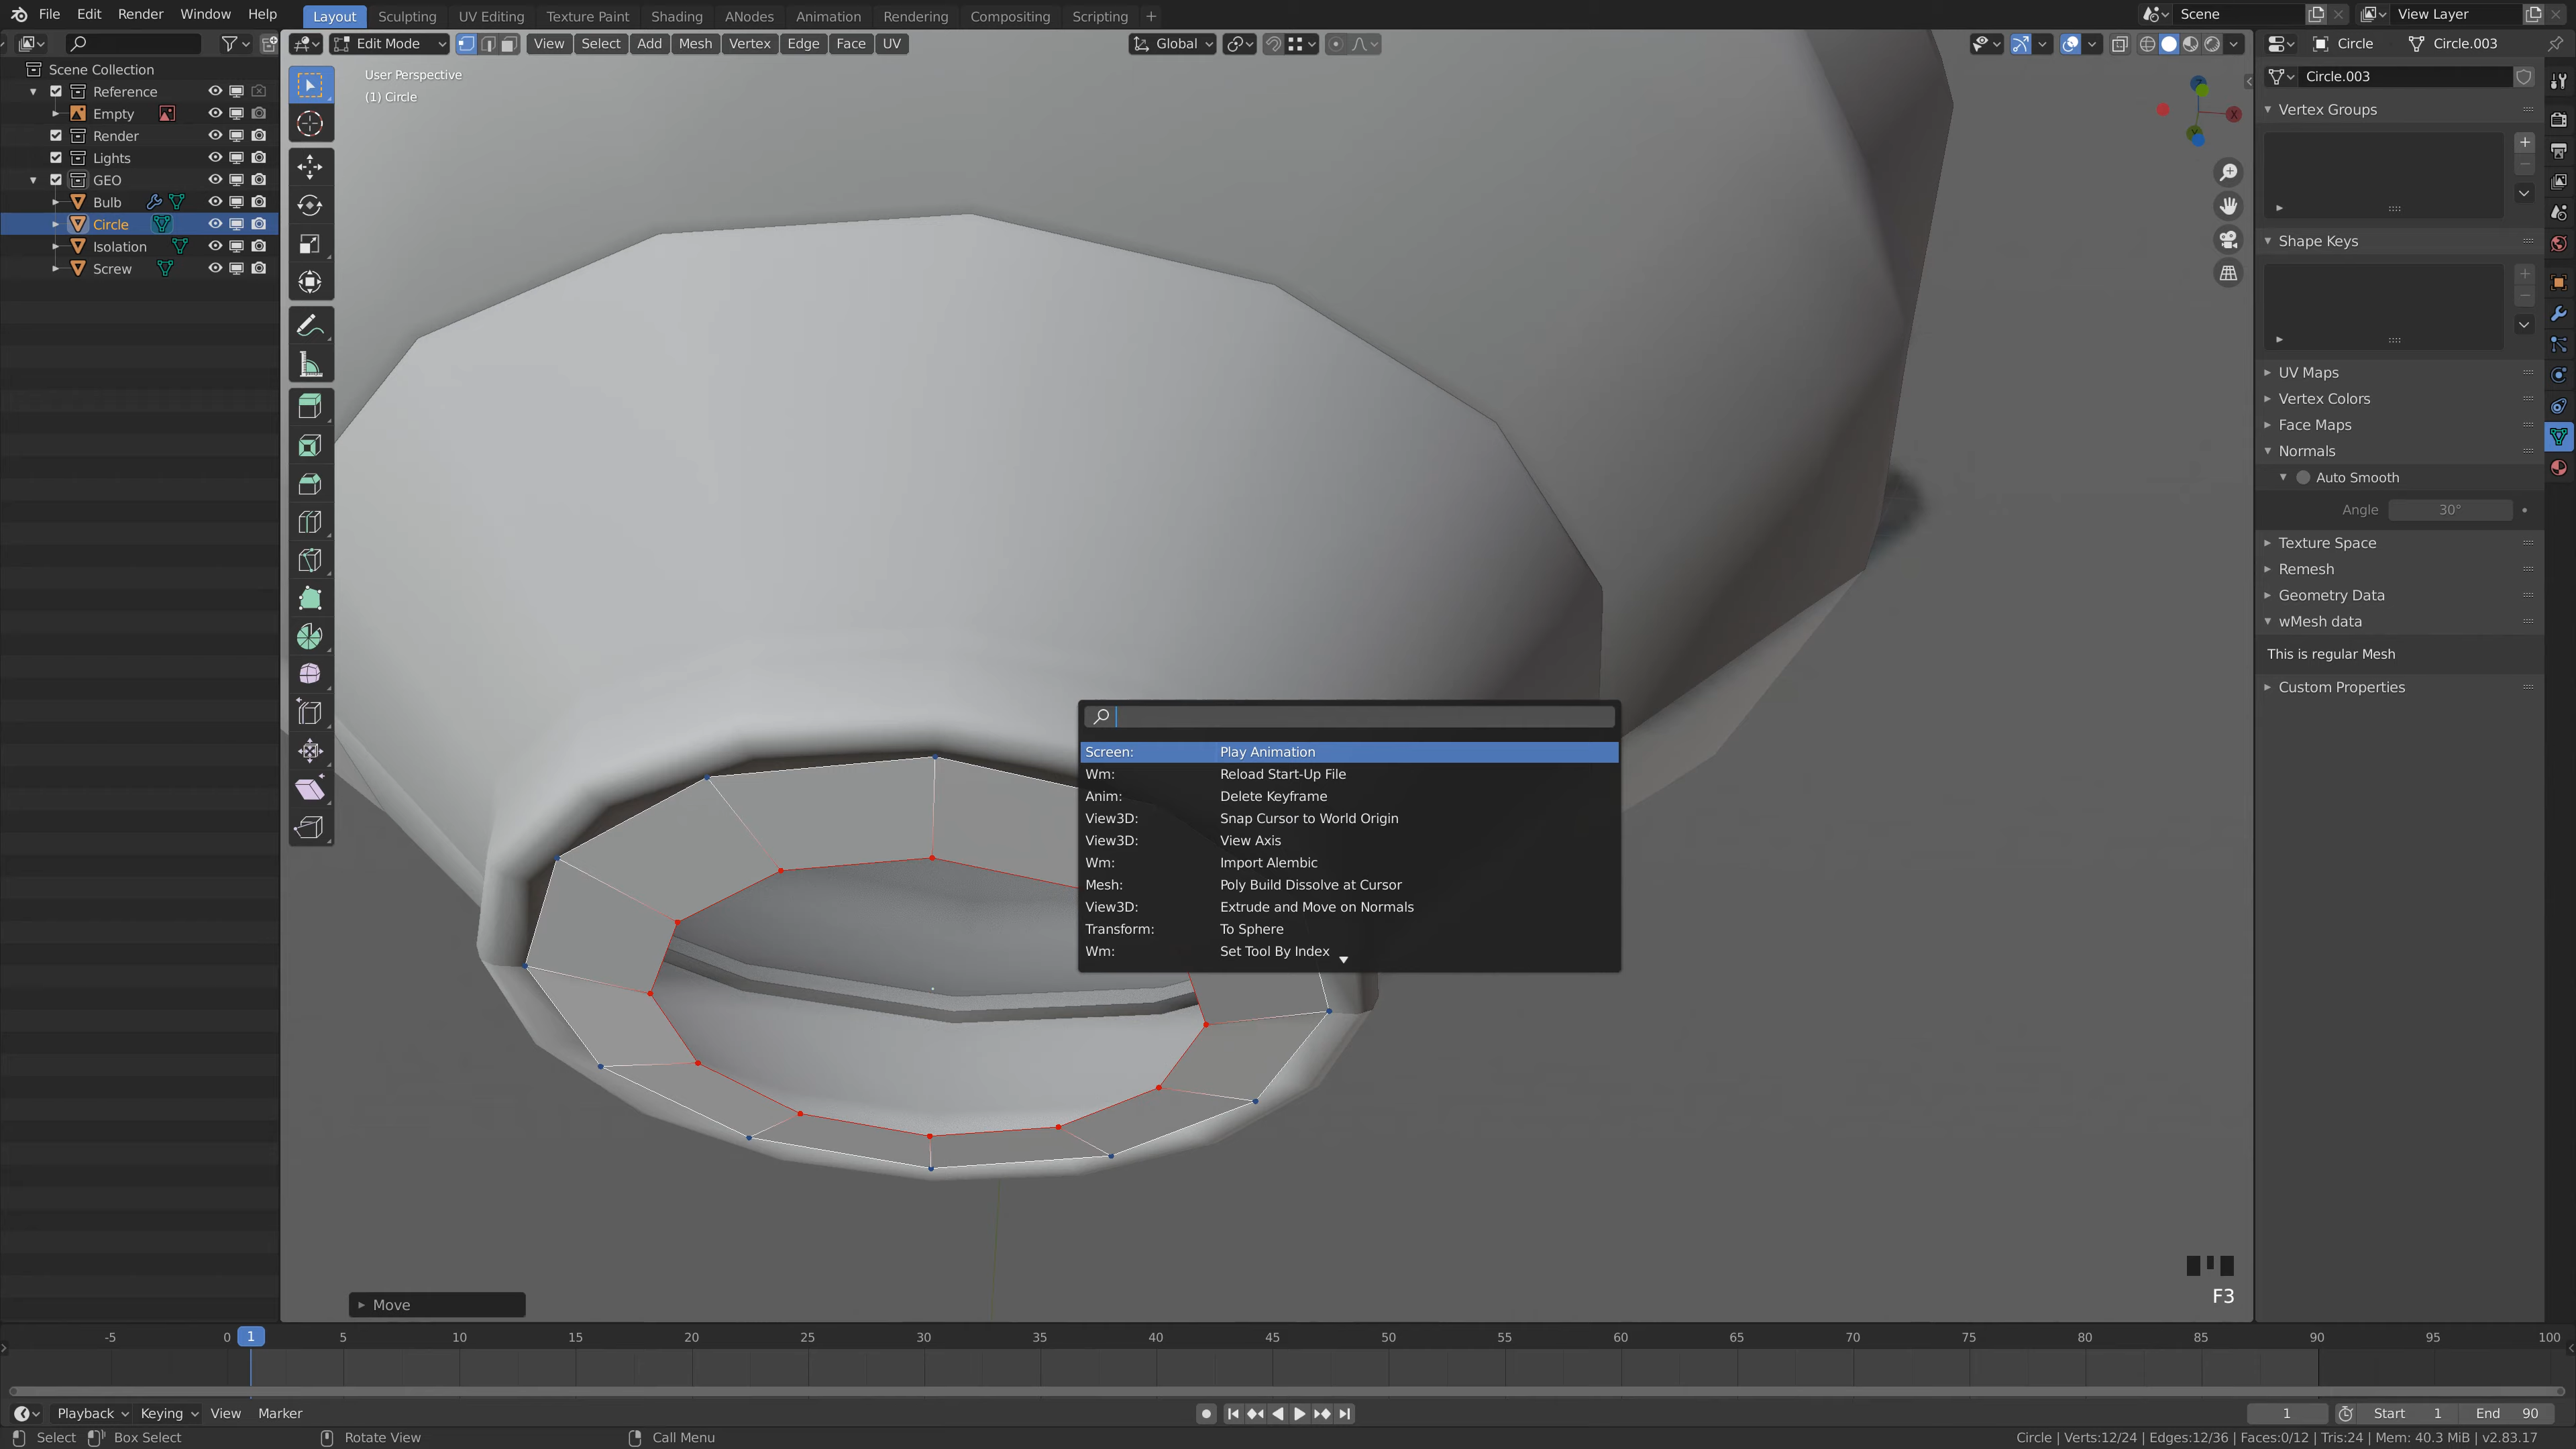 File Edit Render Window Help
Layout Sculpting UV Editing Texture Paint Shading ANodes Animation Rendering Compositing Scripting +
Scene
View Layer
Edit Mode View Select Add Mesh Vertex Edge Face UV
Global
Circle Circle.003
Scene Collection
Reference
Empty
Render
Lights
GEO
Bulb
Circle
Isolation
Screw
User Perspective
(1) Circle
X
Circle.003
Vertex Groups
Shape Keys
UV Maps
Vertex Colors
Face Maps
Normals
Auto Smooth
Angle 30°
Texture Space
Remesh
Geometry Data
wMesh data
This is regular Mesh
Custom Properties
Screen: Play Animation
Wm: Reload Start-Up File
Anim: Delete Keyframe
View3D: Snap Cursor to World Origin
View3D: View Axis
Wm: Import Alembic
Mesh: Poly Build Dissolve at Cursor
View3D: Extrude and Move on Normals
Transform: To Sphere
Wm: Set Tool By Index
F3
Move
-5 0 1 5 10 15 20 25 30 35 40 45 50 55 60 65 70 75 80 85 90 95 100
Playback Keying View Marker
1 Start 1 End 90
Select Box Select Rotate View Call Menu
Circle | Verts:12/24 | Edges:12/36 | Faces:0/12 | Tris:24 | Mem: 40.3 MiB | v2.83.17